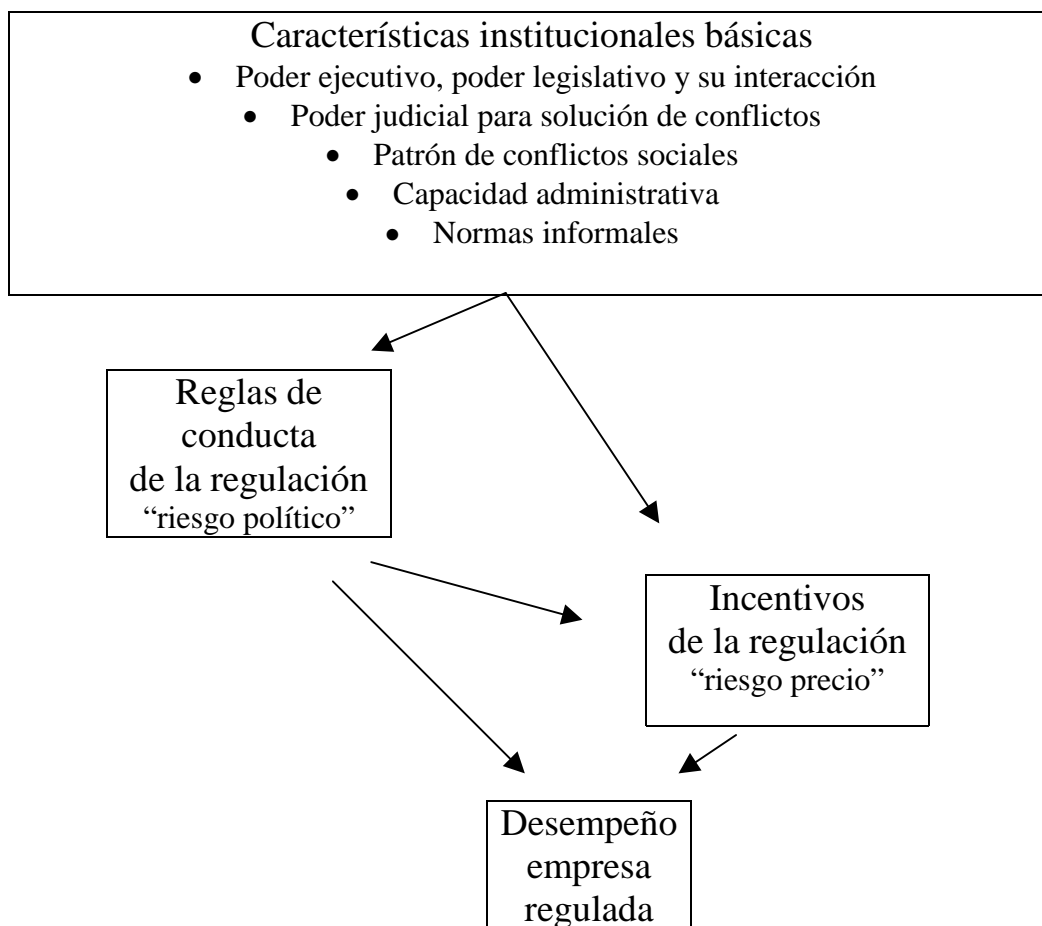 Características institucionales básicas
• Poder ejecutivo, poder legislativo y su interacción
• Poder judicial para solución de conflictos
• Patrón de conflictos sociales
• Capacidad administrativa
• Normas informales
Reglas de
conducta
de la regulación
“riesgo político”
Incentivos
de la regulación
“riesgo precio”
Desempeño
empresa
regulada